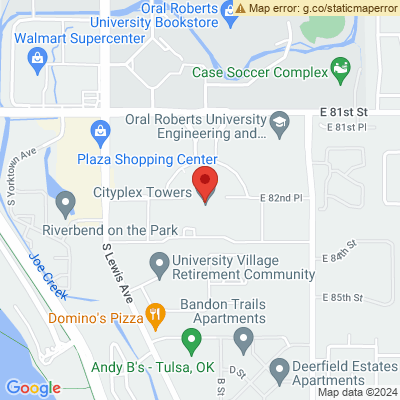 Map error: g.co/staticmaperror
Oral Roberts
University Bookstore
Walmart Supercenter
Case Soccer Complex
E 81st St
E 81st Pl
Oral Roberts University
Engineering and...
S Yorktown Ave
Plaza Shopping Center
Cityplex Towers
E 82nd Pl
Riverbend on the Park
S Lewis Ave
Joe Creek
E 84th St
University Village
Retirement Community
E 85th St
Bandon Trails
Apartments
Domino's Pizza
Andy B's - Tulsa, OK
D St
B St
Deerfield Estates
Apartments
Map data ©2024